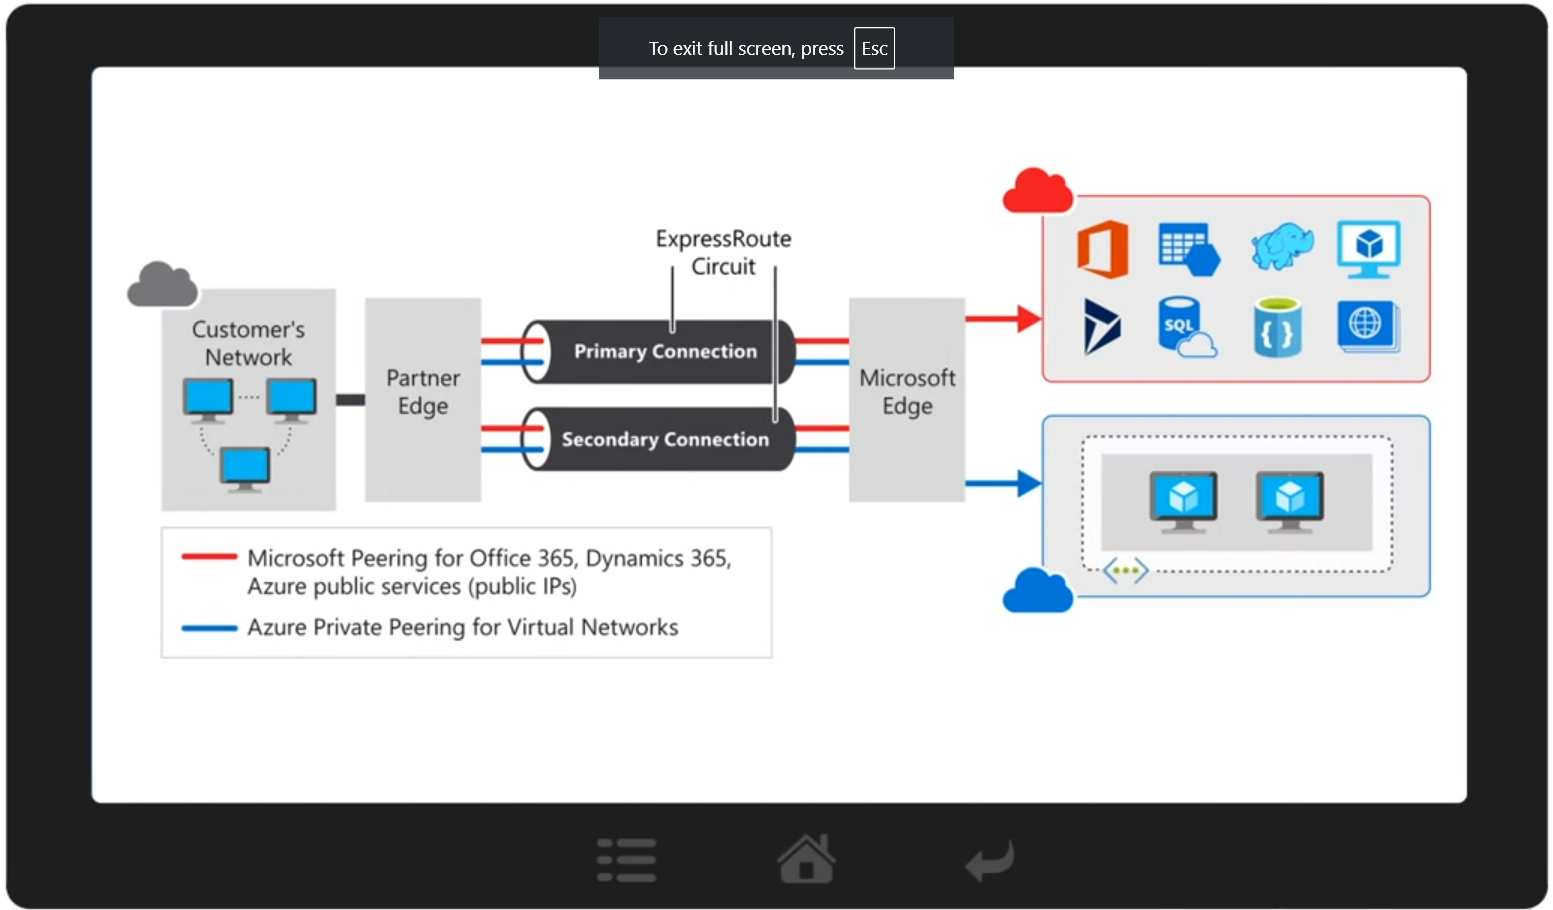 To exit full screen, press Esc
ExpressRoute
Circuit
Customer's
Network
Partner
Edge
Primary Connection
Secondary Connection
Microsoft
Edge
SQL
Microsoft Peering for Office 365, Dynamics 365,
Azure public services (public IPs)
Azure Private Peering for Virtual Networks